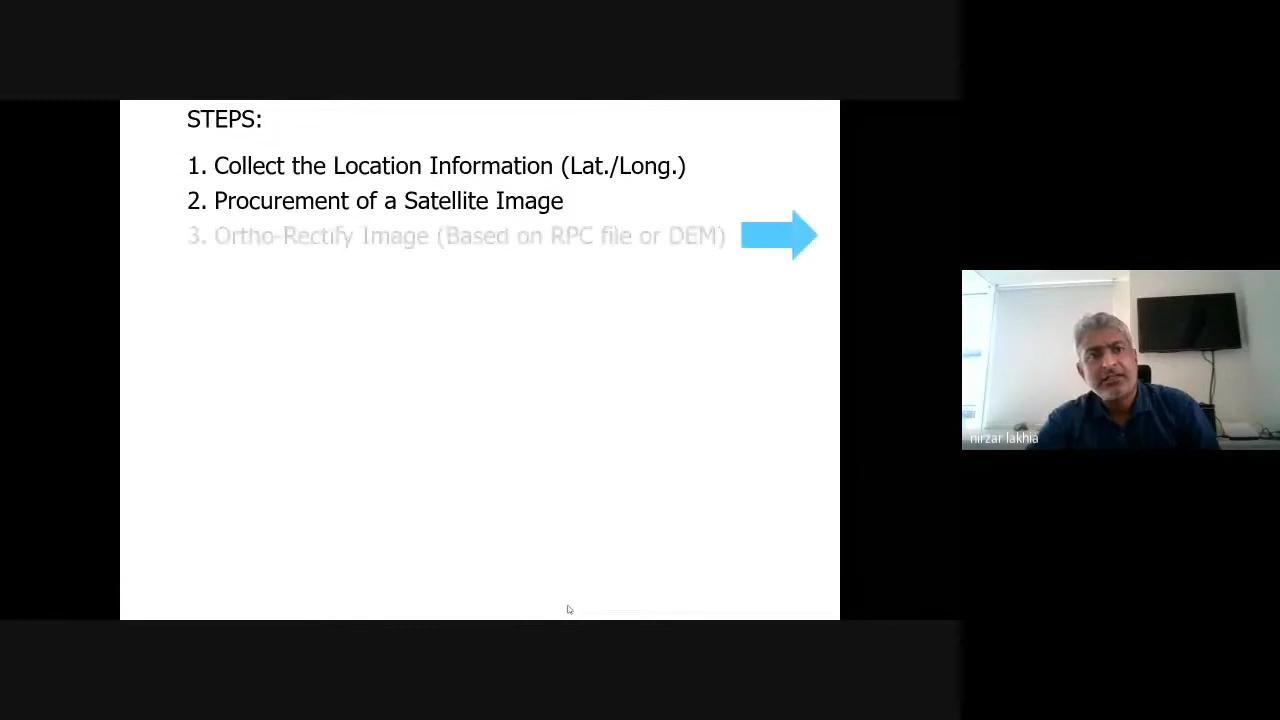 STEPS:
1. Collect the Location Information (Lat./Long.)
2. Procurement of a Satellite Image
3. Ortho-Rectify Image (Based on RPC file or DEM)
nirzar lakhia